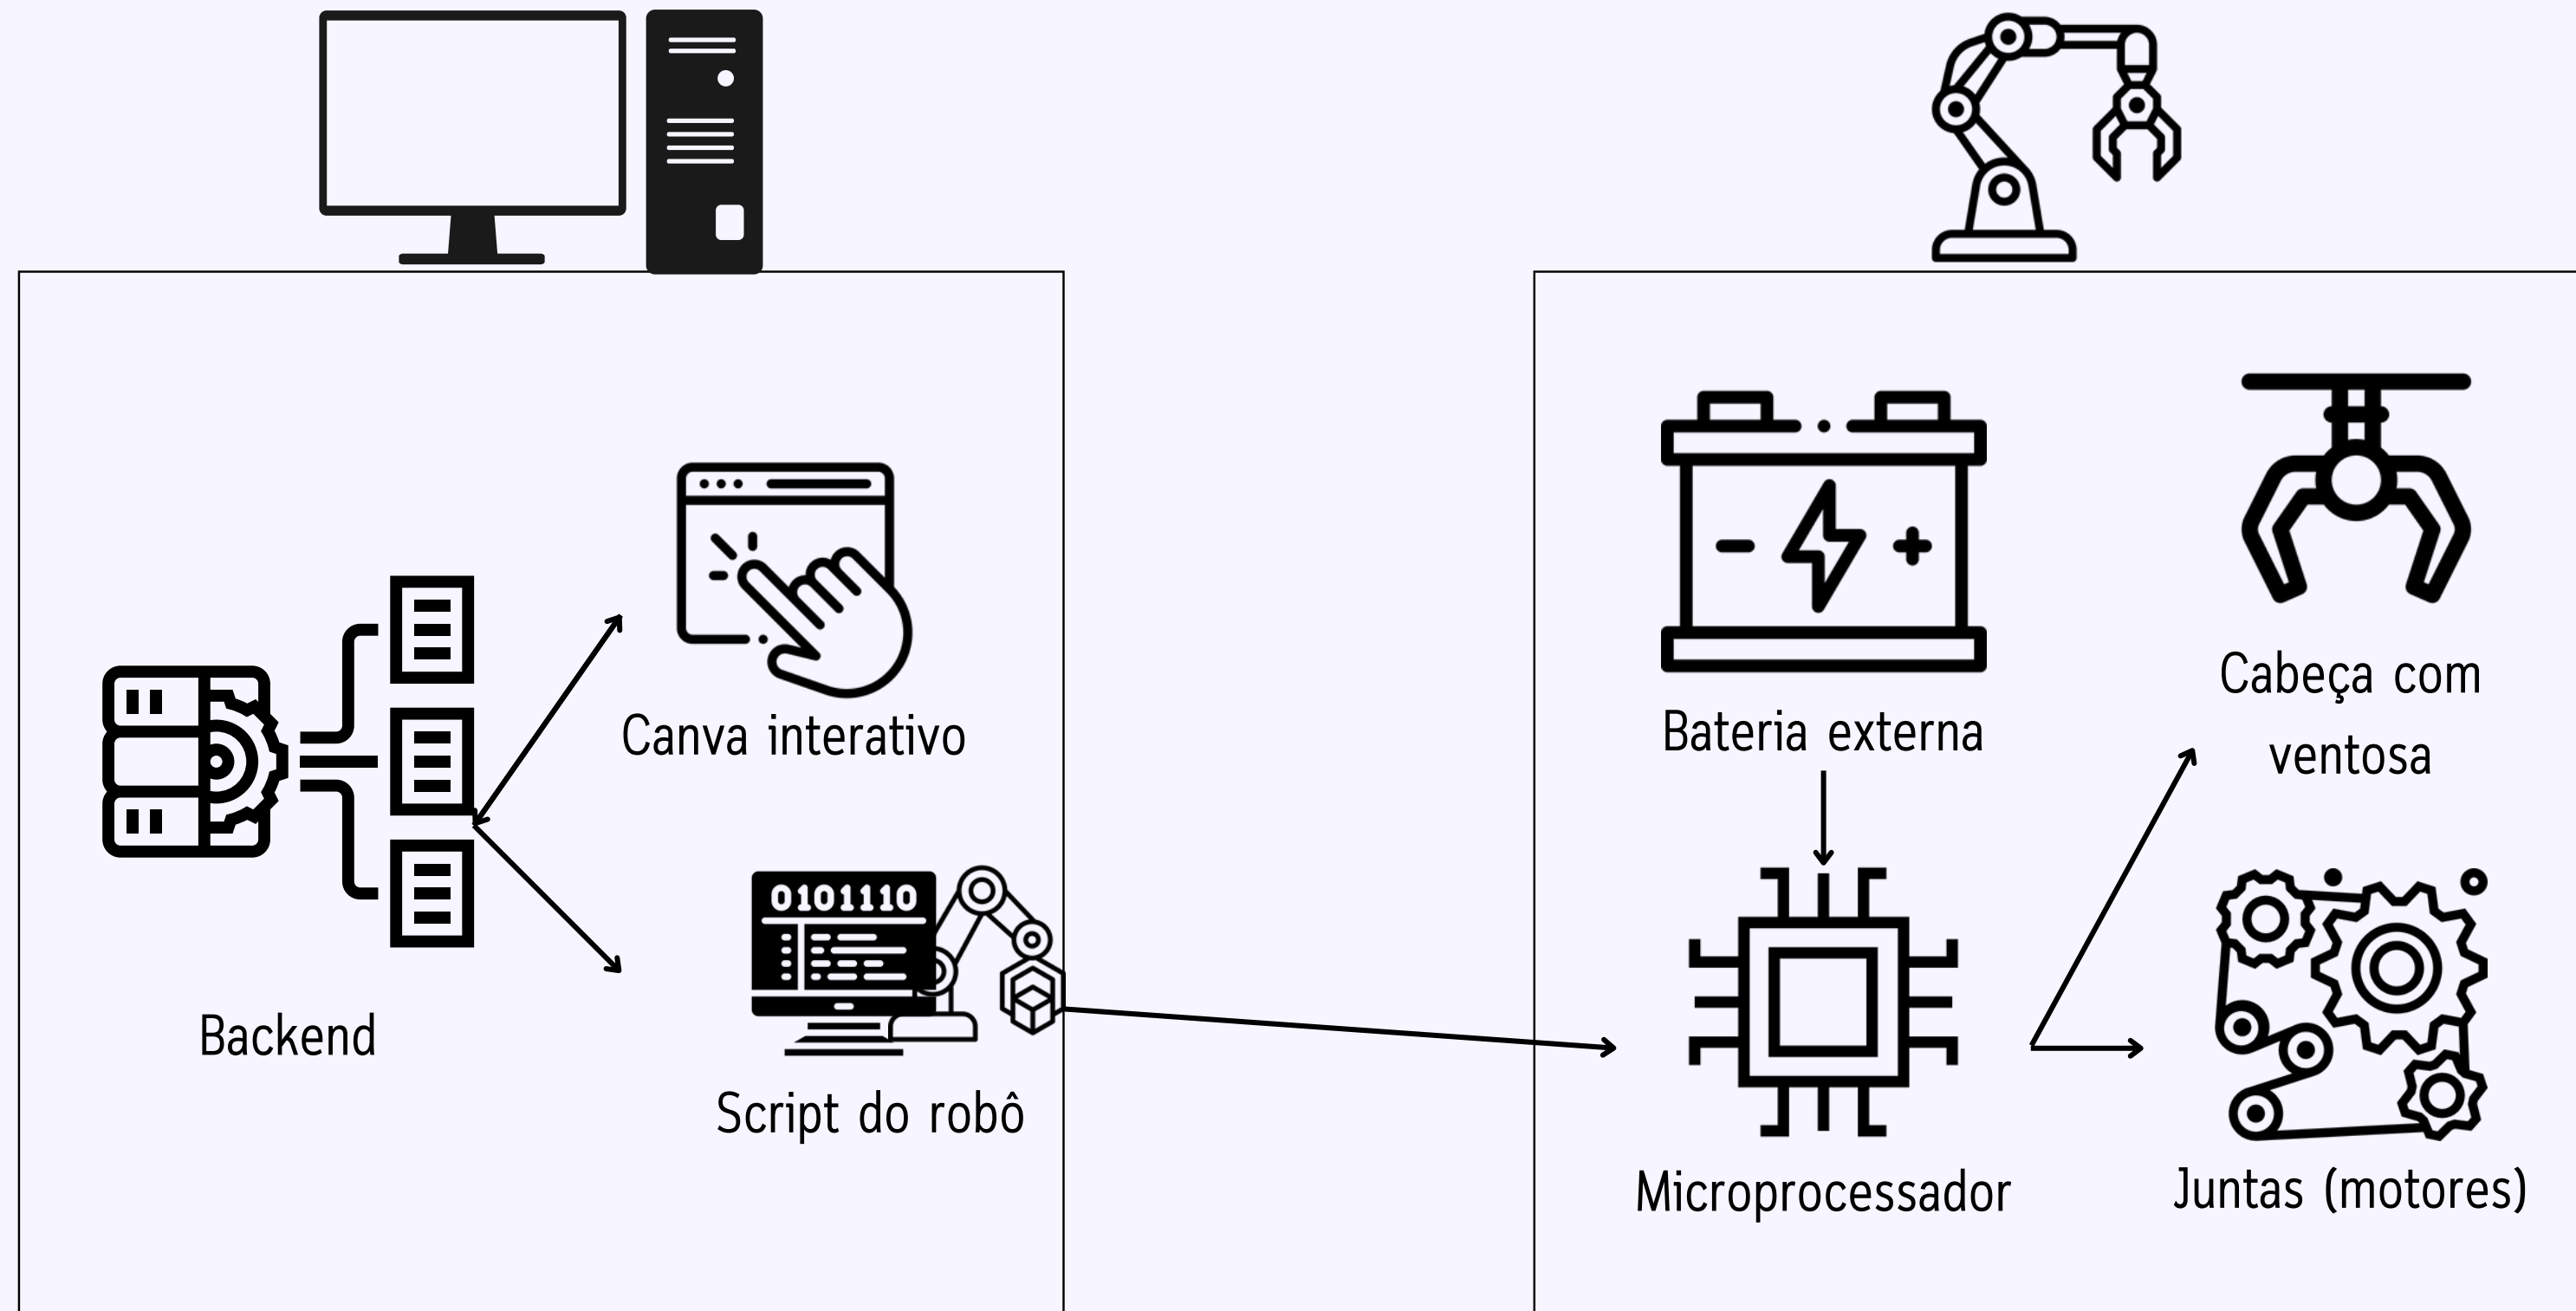 Canva interativo
Backend
0101110
Script do robô
Bateria externa
Cabeça com
ventosa
Microprocessador
Juntas (motores)